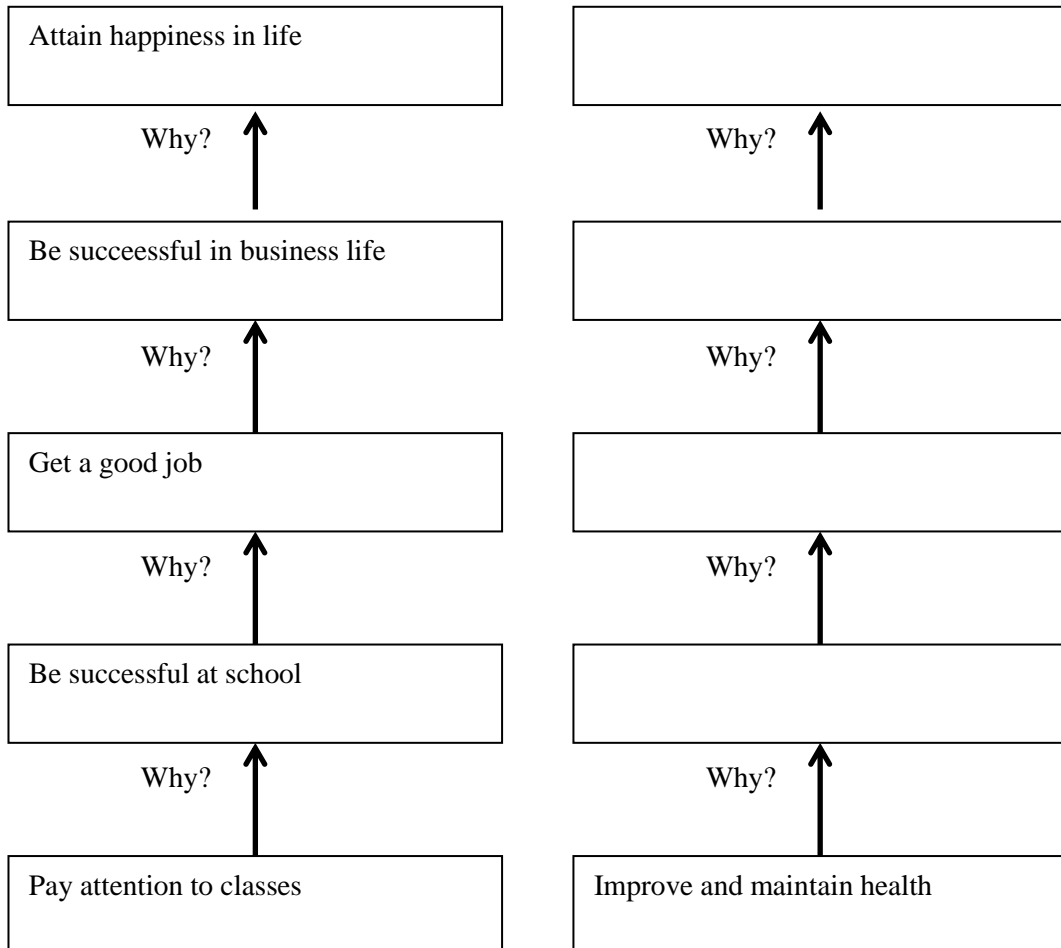 Attain happiness in life
Why?
Why?
Be succeessful in business life
Why?
Why?
Get a good job
Why?
Why?
Be successful at school
Why?
Why?
Pay attention to classes
Improve and maintain health